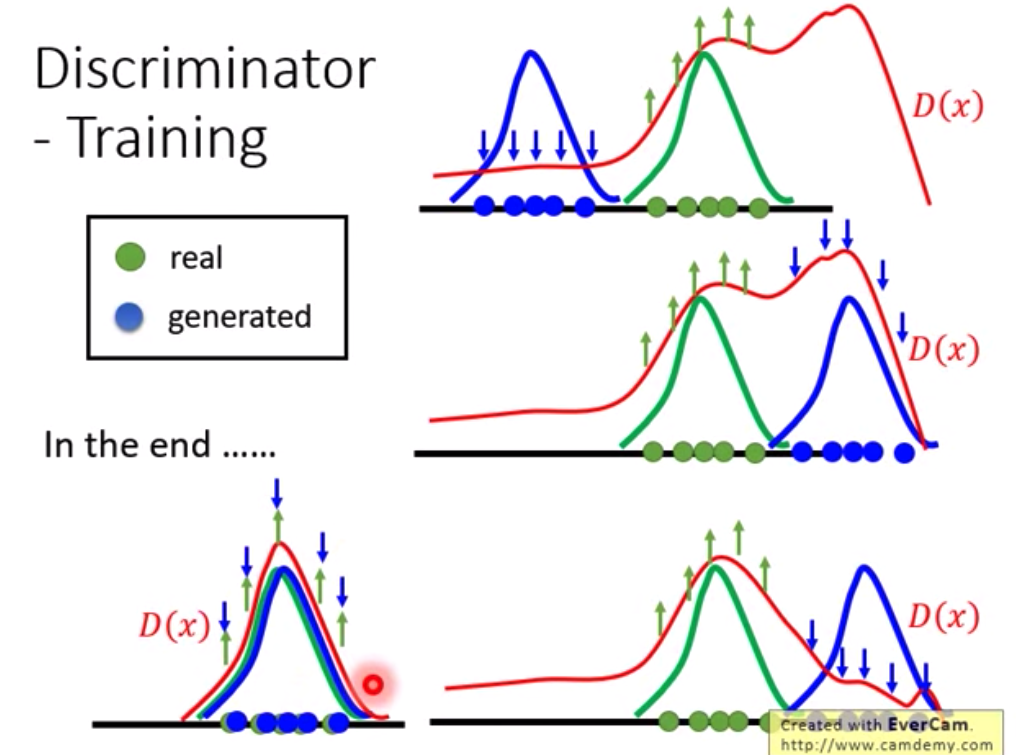 Discriminator
- Training
real
generated
In the end ......
D(x)
D(x)
D(x)
D(x)
Created with EverCam.
http://www.camdemy.com